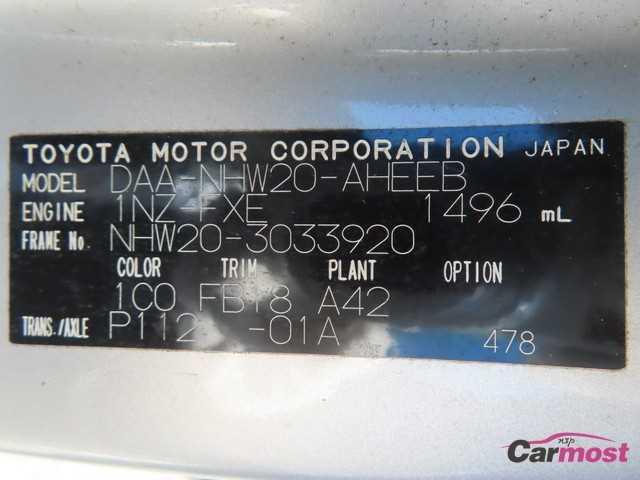 TOYOTA MOTOR CORPORATION JAPAN
MODEL DAA-NHW20-AHEEB
ENGINE 1NZ-FXE 1496 mL
FRAME No. NHW20-3033920
COLOR TRIM PLANT OPTION
1C0 FB18 A42
TRANS./AXLE P112 -01A 478
nsp
Carmost